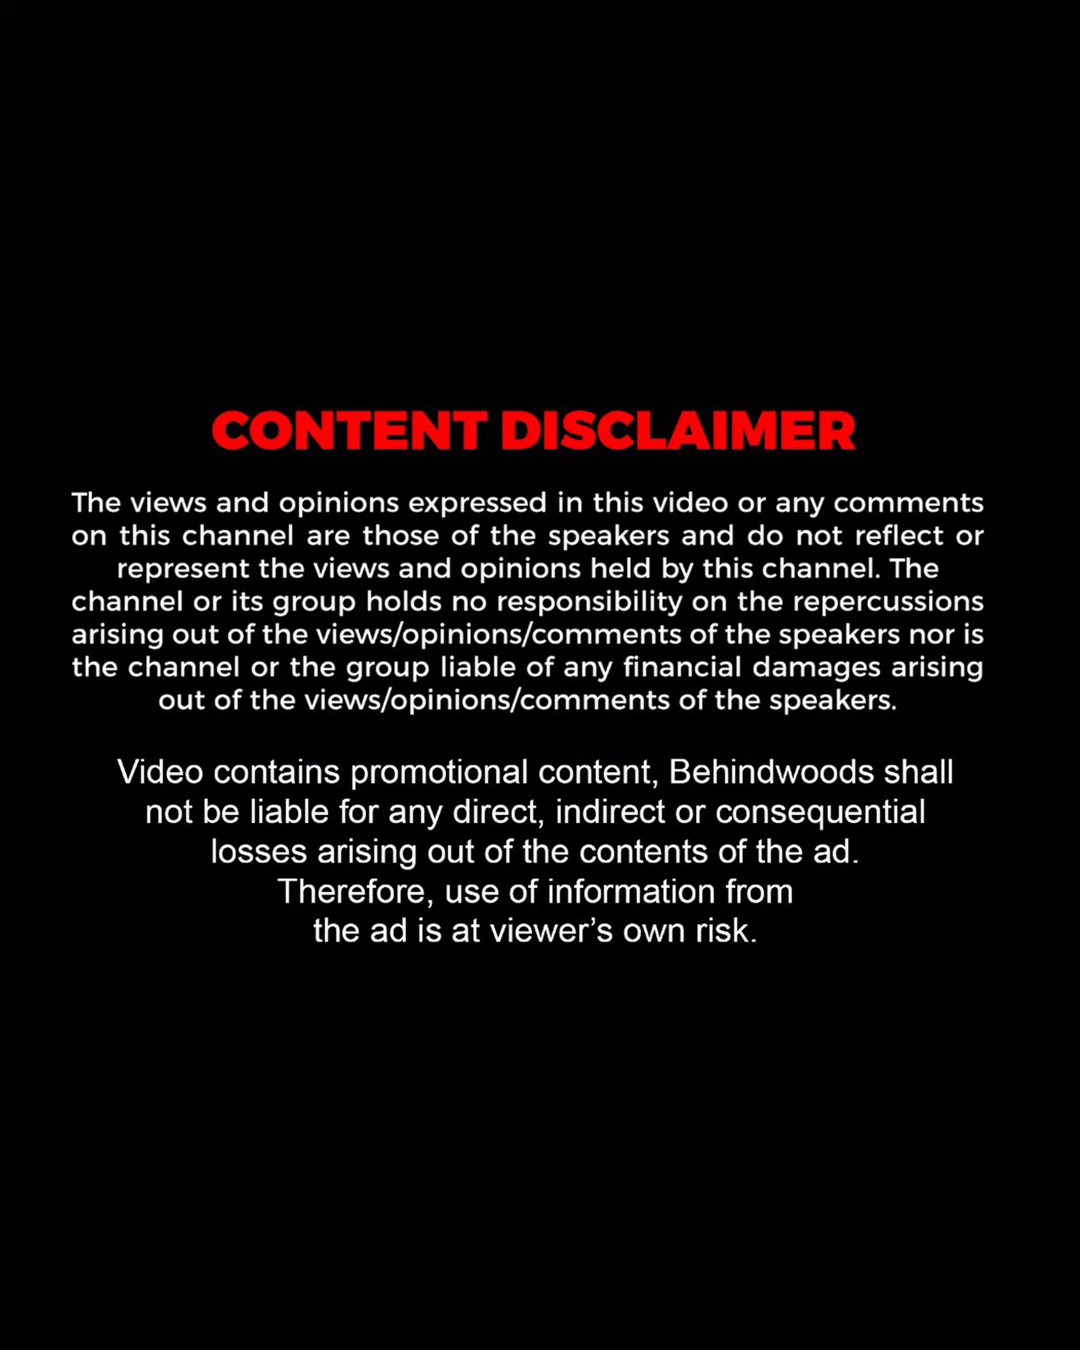 CONTENT DISCLAIMER
The views and opinions expressed in this video or any comments
on this channel are those of the speakers and do not reflect or
represent the views and opinions held by this channel. The
channel or its group holds no responsibility on the repercussions
arising out of the views/opinions/comments of the speakers nor is
the channel or the group liable of any financial damages arising
out of the views/opinions/comments of the speakers.
Video contains promotional content, Behindwoods shall
not be liable for any direct, indirect or consequential
losses arising out of the contents of the ad.
Therefore, use of information from
the ad is at viewer’s own risk.